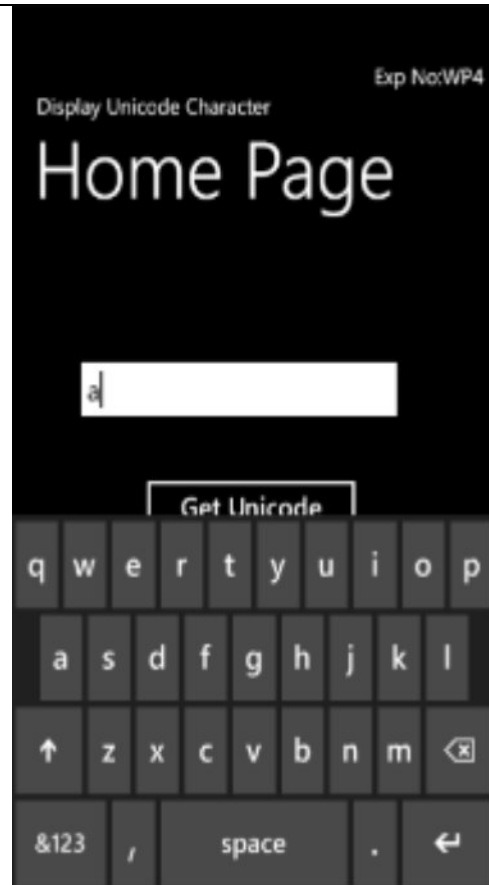 Exp No:WP4
Display Unicode Character
Home Page
a
Get Unicode
q w e r t y u i o p
a s d f g h j k l
z x c v b n m
&123 , space .